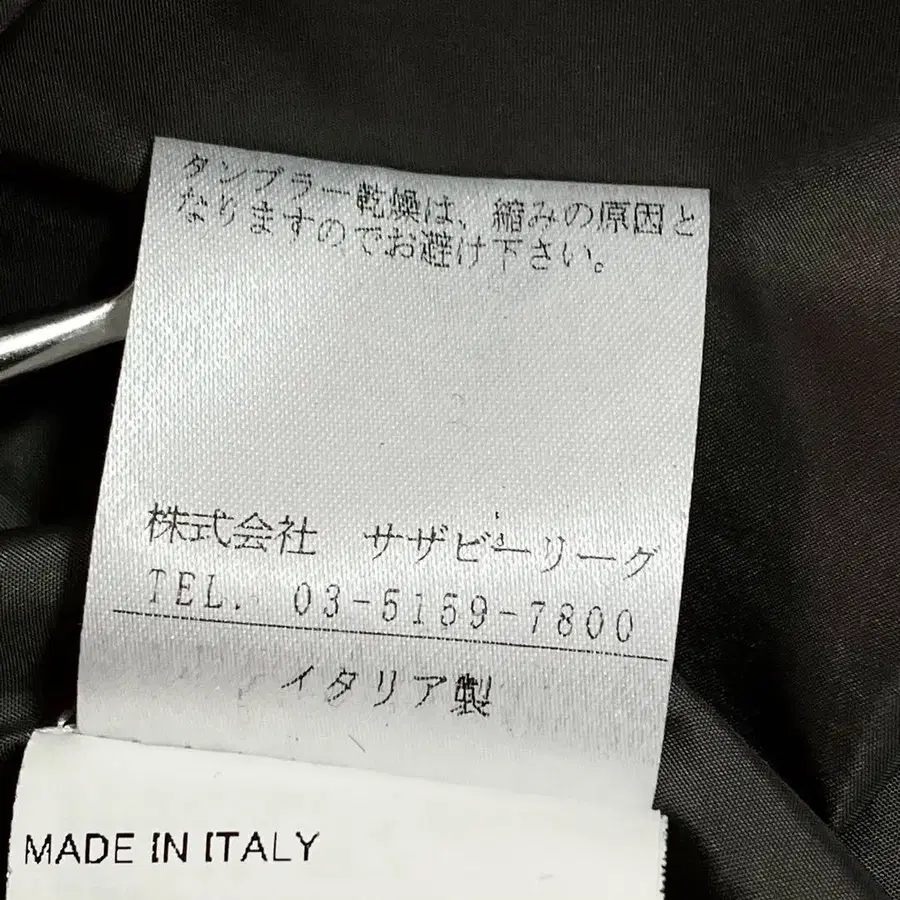 タンブラー乾燥は、縮みの原因と
なりますのでお避け下さい。
株式会社 サザビーリーグ
TEL. 03-5159-7800
イタリア製
MADE IN ITALY